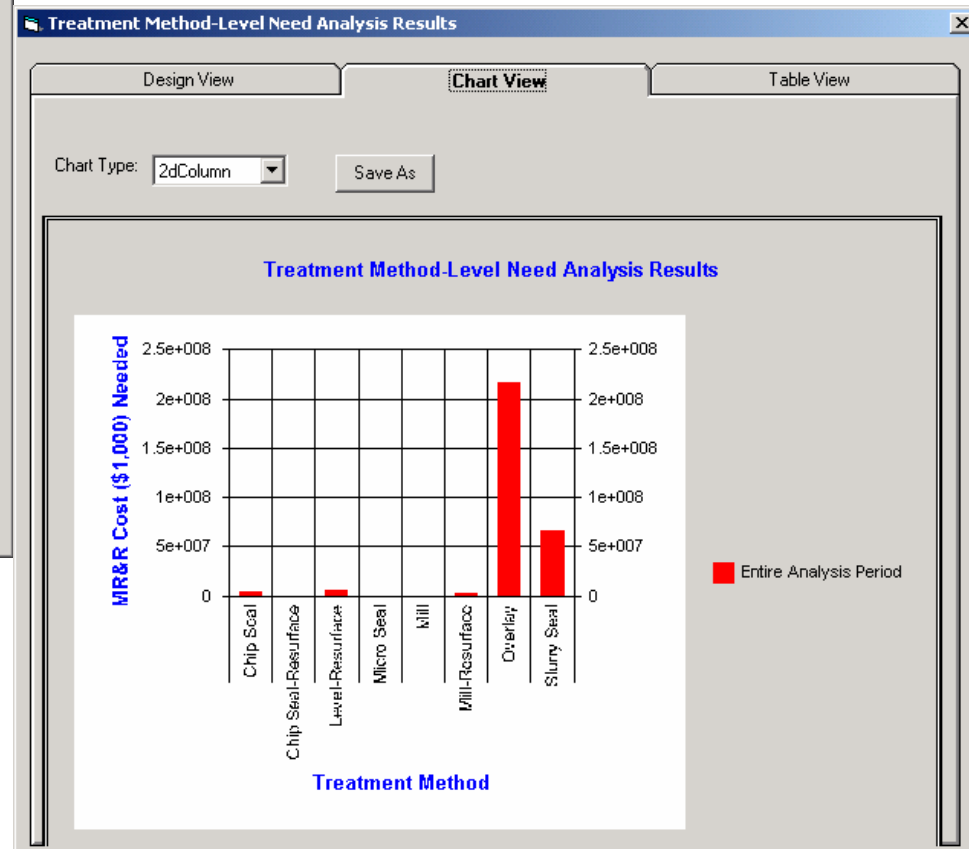 Treatment Method-Level Need Analysis Results
Design View
Chart View
Table View
Chart Type:
2dColumn
Save As
Treatment Method-Level Need Analysis Results
MR&R Cost ($1,000) Needed
2.5e+008
2e+008
1.5e+008
1e+008
5e+007
0
2.5e+008
2e+008
1.5e+008
1e+008
5e+007
0
Chip Seal
Chip Seal-Resurface
Level-Resurface
Micro Seal
Mill
Mill-Resurface
Overlay
Slurry Seal
Treatment Method
Entire Analysis Period